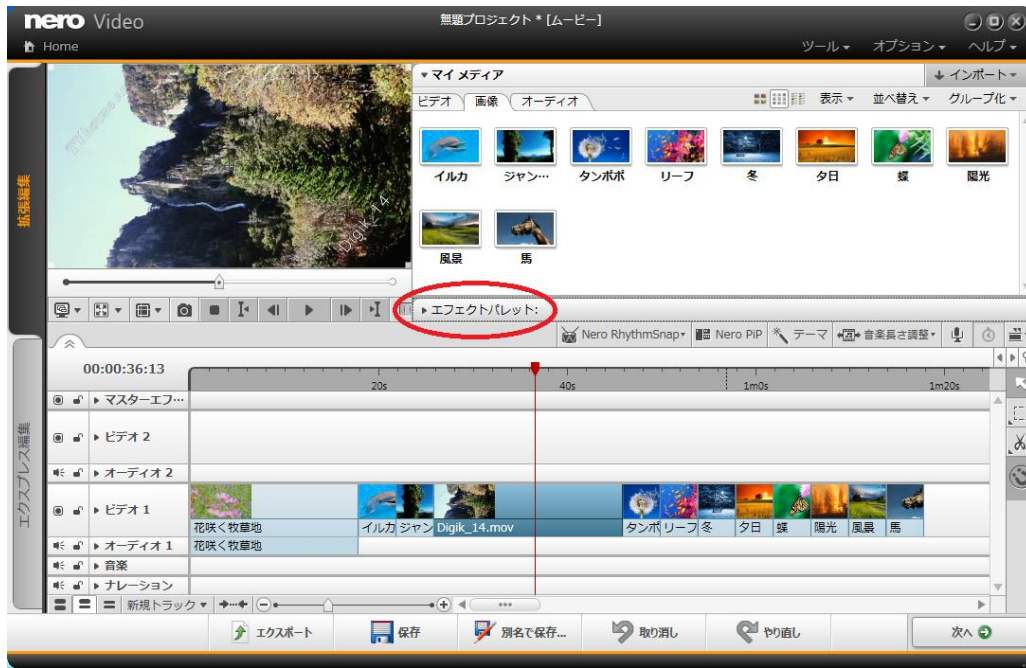 nero Video
無題プロジェクト * [ムービー]
Home
ツール
オプション
ヘルプ
拡張編集
エクスプレス編集
Digik_14
マイ メディア
インポート
ビデオ
画像
オーディオ
表示
並べ替え
グループ化
イルカ
ジャン…
タンポポ
リーフ
冬
夕日
蝶
陽光
風景
馬
エフェクトパレット:
Nero RhythmSnap
Nero PiP
テーマ
音楽長さ調整
00:00:36:13
20s
40s
1m0s
1m20s
マスターエフ…
ビデオ 2
オーディオ 2
ビデオ 1
花咲く牧草地
イルカ
ジャン
Digik_14.mov
タンポ
リーフ
冬
夕日
蝶
陽光
風景
馬
オーディオ 1
花咲く牧草地
音楽
ナレーション
新規トラック
エクスポート
保存
別名で保存...
取り消し
やり直し
次へ